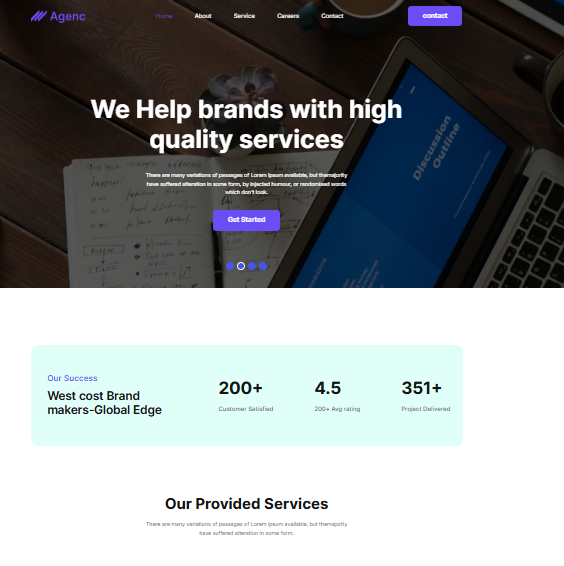 Agenc
Home About Service Careers Contact
contact
We Help brands with high
quality services
There are many variations of passages of Lorem Ipsum available, but themajority
have suffered alteration in some form, by injected humour, or randomised words
which don't look.
Get Started
Discussion
Outline
Our Success
West cost Brand
makers-Global Edge
200+ 4.5 351+
Customer Satisfied 200+ Avg rating Project Delivered
Our Provided Services
There are many variations of passages of Lorem Ipsum available, but themajority
have suffered alteration in some form.